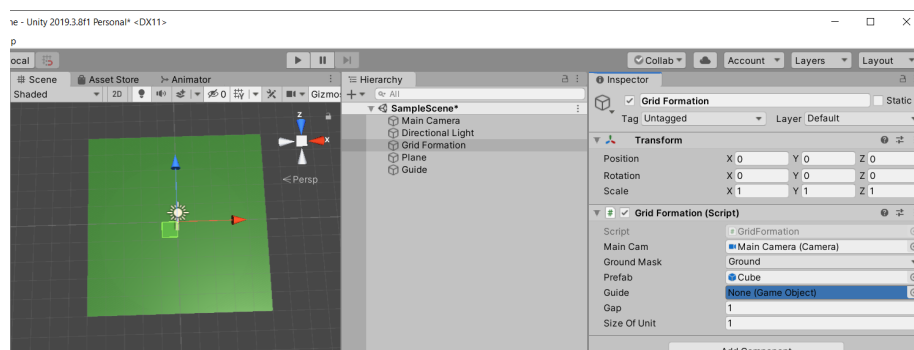 ne - Unity 2019.3.8f1 Personal* <DX11>
p
ocal
Collab
Account
Layers
Layout
Scene
Asset Store
Animator
Shaded
2D
0
Gizmo
z
x
Persp
Hierarchy
All
SampleScene*
Main Camera
Directional Light
Grid Formation
Plane
Guide
Inspector
Grid Formation
Static
Tag Untagged
Layer Default
Transform
Position X 0 Y 0 Z 0
Rotation X 0 Y 0 Z 0
Scale X 1 Y 1 Z 1
# Grid Formation (Script)
Script # GridFormation
Main Cam Main Camera (Camera)
Ground Mask Ground
Prefab Cube
Guide None (Game Object)
Gap 1
Size Of Unit 1
Add Component